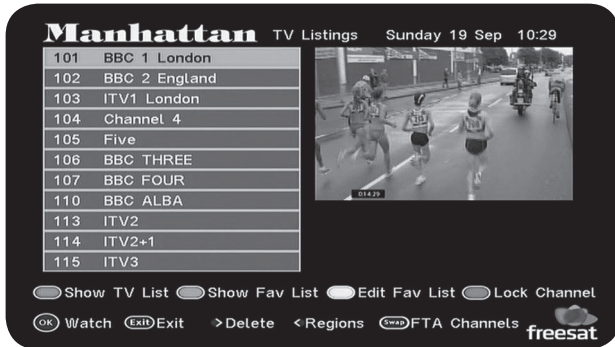 Manhattan TV Listings Sunday 19 Sep 10:29
101 BBC 1 London
102 BBC 2 England
103 ITV1 London
104 Channel 4
105 Five
106 BBC THREE
107 BBC FOUR
110 BBC ALBA
113 ITV2
114 ITV2+1
115 ITV3
0:14:29
Show TV List Show Fav List Edit Fav List Lock Channel
OK Watch Exit Exit >Delete <Regions Swap FTA Channels
freesat